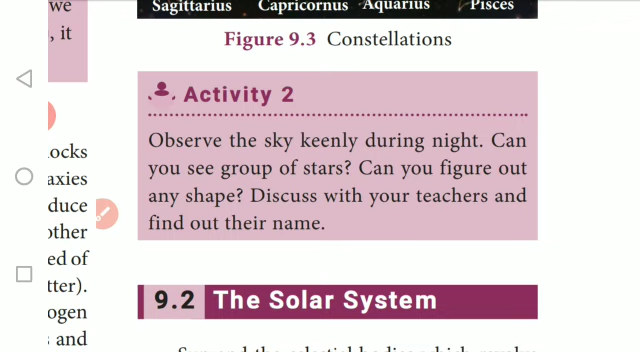 we
, it
ocks
axies
duce
other
ed of
tter).
ogen
and
Sagittarius Capricornus Aquarius Pisces
Figure 9.3 Constellations
Activity 2
Observe the sky keenly during night. Can
you see group of stars? Can you figure out
any shape? Discuss with your teachers and
find out their name.
9.2 The Solar System